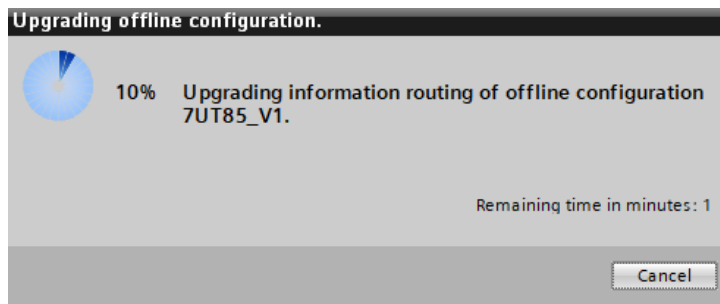 Upgrading offline configuration.
10%
Upgrading information routing of offline configuration
7UT85_V1.
Remaining time in minutes: 1
Cancel